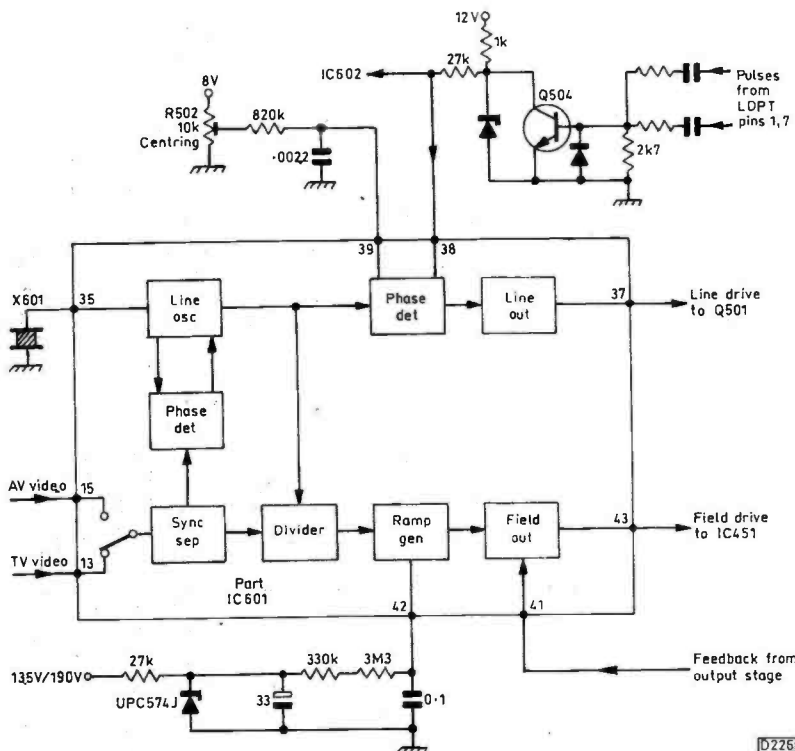 12V
1k
IC602
27k
Q504
Pulses
from
LOPT
pins 1,7
2k7
8V
R502
10k
Centring
820k
·0022
39
38
X601
35
Line
osc
Phase
det
Line
out
37
Line drive
to Q501
Phase
det
AV video
15
TV video
13
Sync
sep
Divider
Ramp
gen
Field
out
43
Field drive
to IC451
Part
IC601
42
41
135V/190V
27k
330k
3M3
UPC574J
33
0·1
Feedback from
output stage